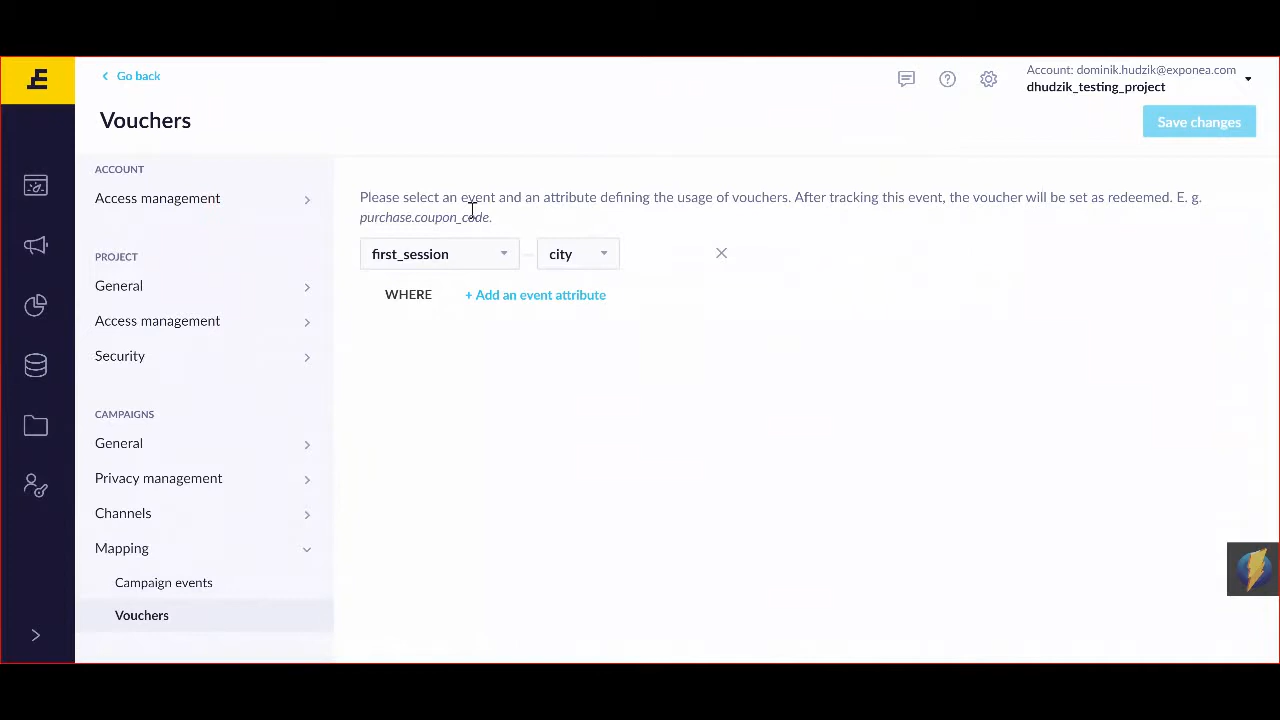 Go back
Account: dominik.hudzik@exponea.com
dhudzik_testing_project
Vouchers
Save changes
ACCOUNT
Access management
PROJECT
General
Access management
Security
CAMPAIGNS
General
Privacy management
Channels
Mapping
Campaign events
Vouchers
Please select an event and an attribute defining the usage of vouchers. After tracking this event, the voucher will be set as redeemed. E. g.
purchase.coupon_code.
first_session
city
WHERE
+ Add an event attribute